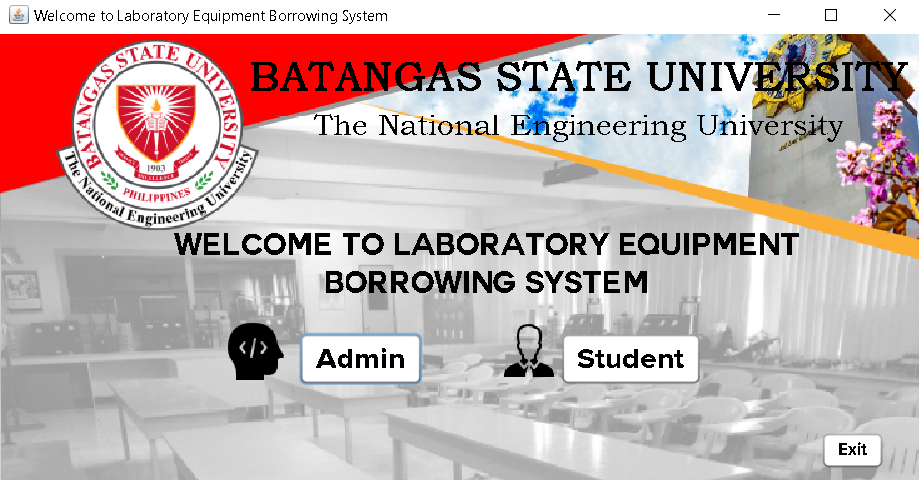 Welcome to Laboratory Equipment Borrowing System
BATANGAS STATE UNIVERSITY
The National Engineering University
BATANGAS STATE UNIVERSITY
1903
EXCELLENCE
PHILIPPINES
The National Engineering University
WELCOME TO LABORATORY EQUIPMENT
BORROWING SYSTEM
</>
Admin
Student
Exit